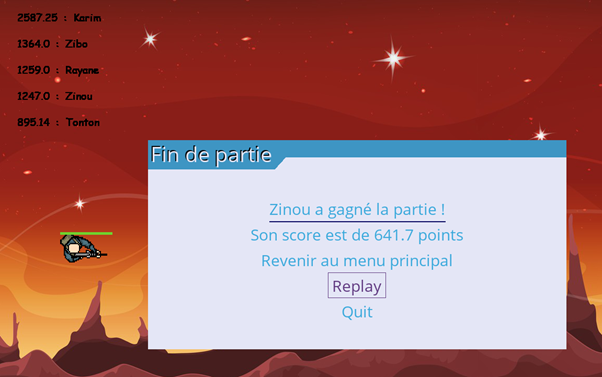 2587.25 : Karim
1364.0 : Zibo
1259.0 : Rayane
1247.0 : Zinou
895.14 : Tonton
Fin de partie
Zinou a gagné la partie !
Son score est de 641.7 points
Revenir au menu principal
Replay
Quit